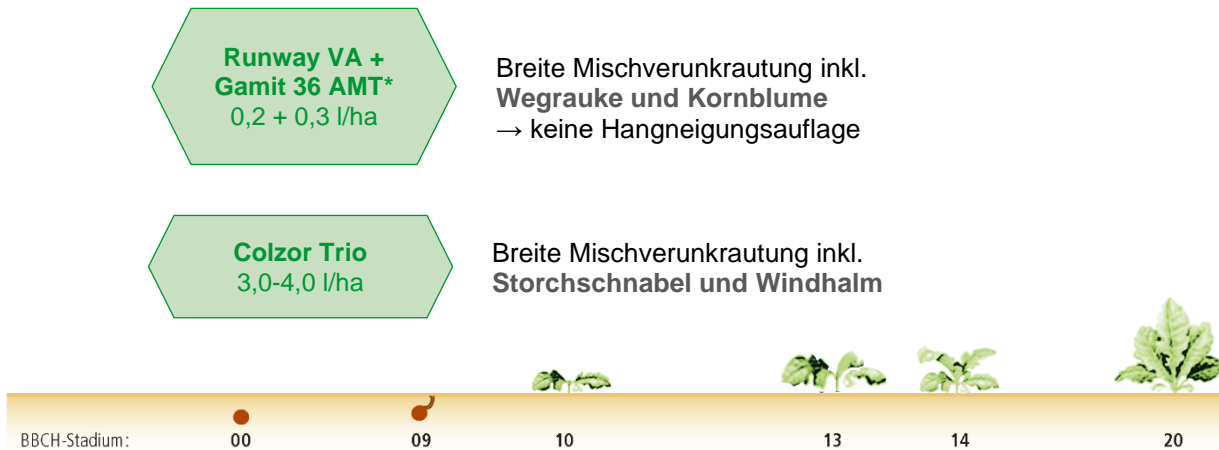 Runway VA +
Gamit 36 AMT*
0,2 + 0,3 l/ha
Breite Mischverunkrautung inkl.
Wegrauke und Kornblume
→ keine Hangneigungsauflage
Colzor Trio
3,0-4,0 l/ha
Breite Mischverunkrautung inkl.
Storchschnabel und Windhalm
BBCH-Stadium: 00 09 10 13 14 20